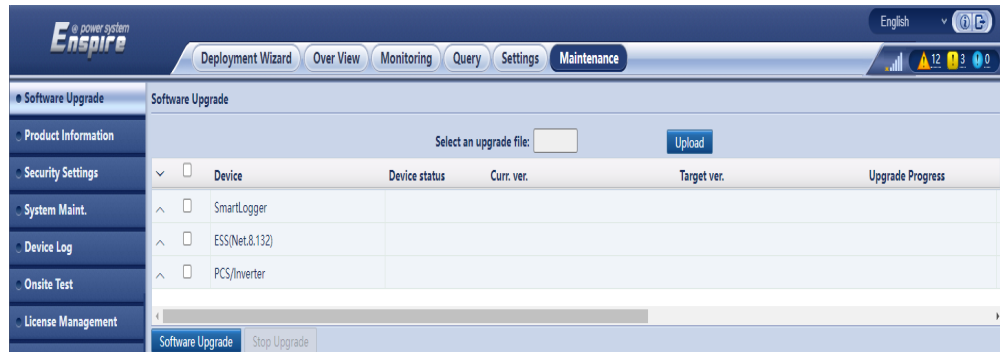 e power system
Enspire
English
Deployment Wizard Over View Monitoring Query Settings Maintenance
12 3 0
Software Upgrade
Product Information
Security Settings
System Maint.
Device Log
Onsite Test
License Management
Software Upgrade
Select an upgrade file: Upload
Device Device status Curr. ver. Target ver. Upgrade Progress
SmartLogger
ESS(Net.8.132)
PCS/Inverter
Software Upgrade Stop Upgrade